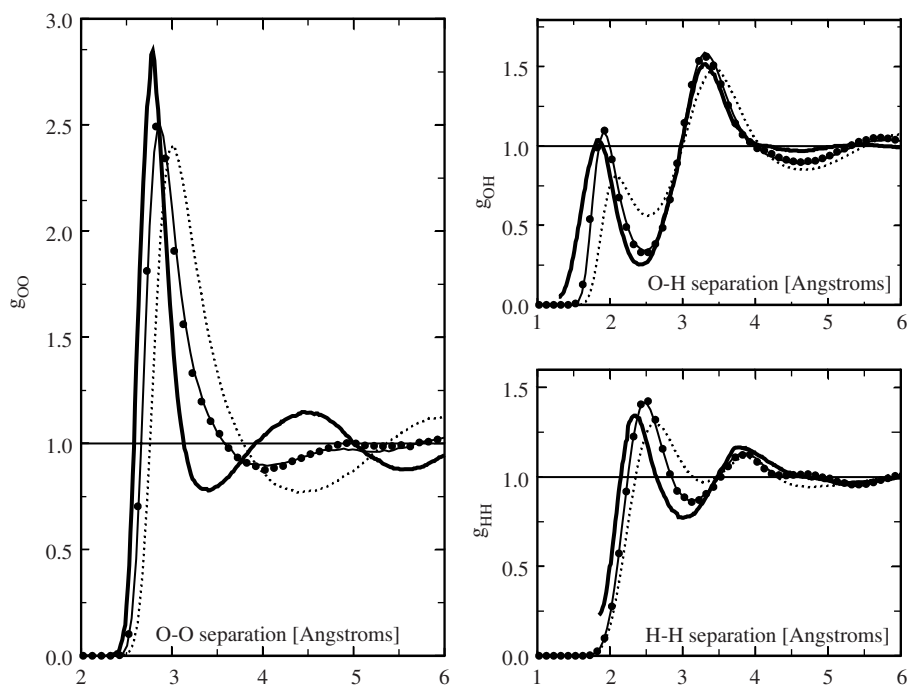 3.0
2.5
2.0
1.5
1.0
0.5
0.0
2 3 4 5 6
g_OO
O-O separation [Angstroms]
1.5
1.0
0.5
0.0
1 2 3 4 5 6
g_OH
O-H separation [Angstroms]
1.5
1.0
0.5
0.0
1 2 3 4 5 6
g_HH
H-H separation [Angstroms]